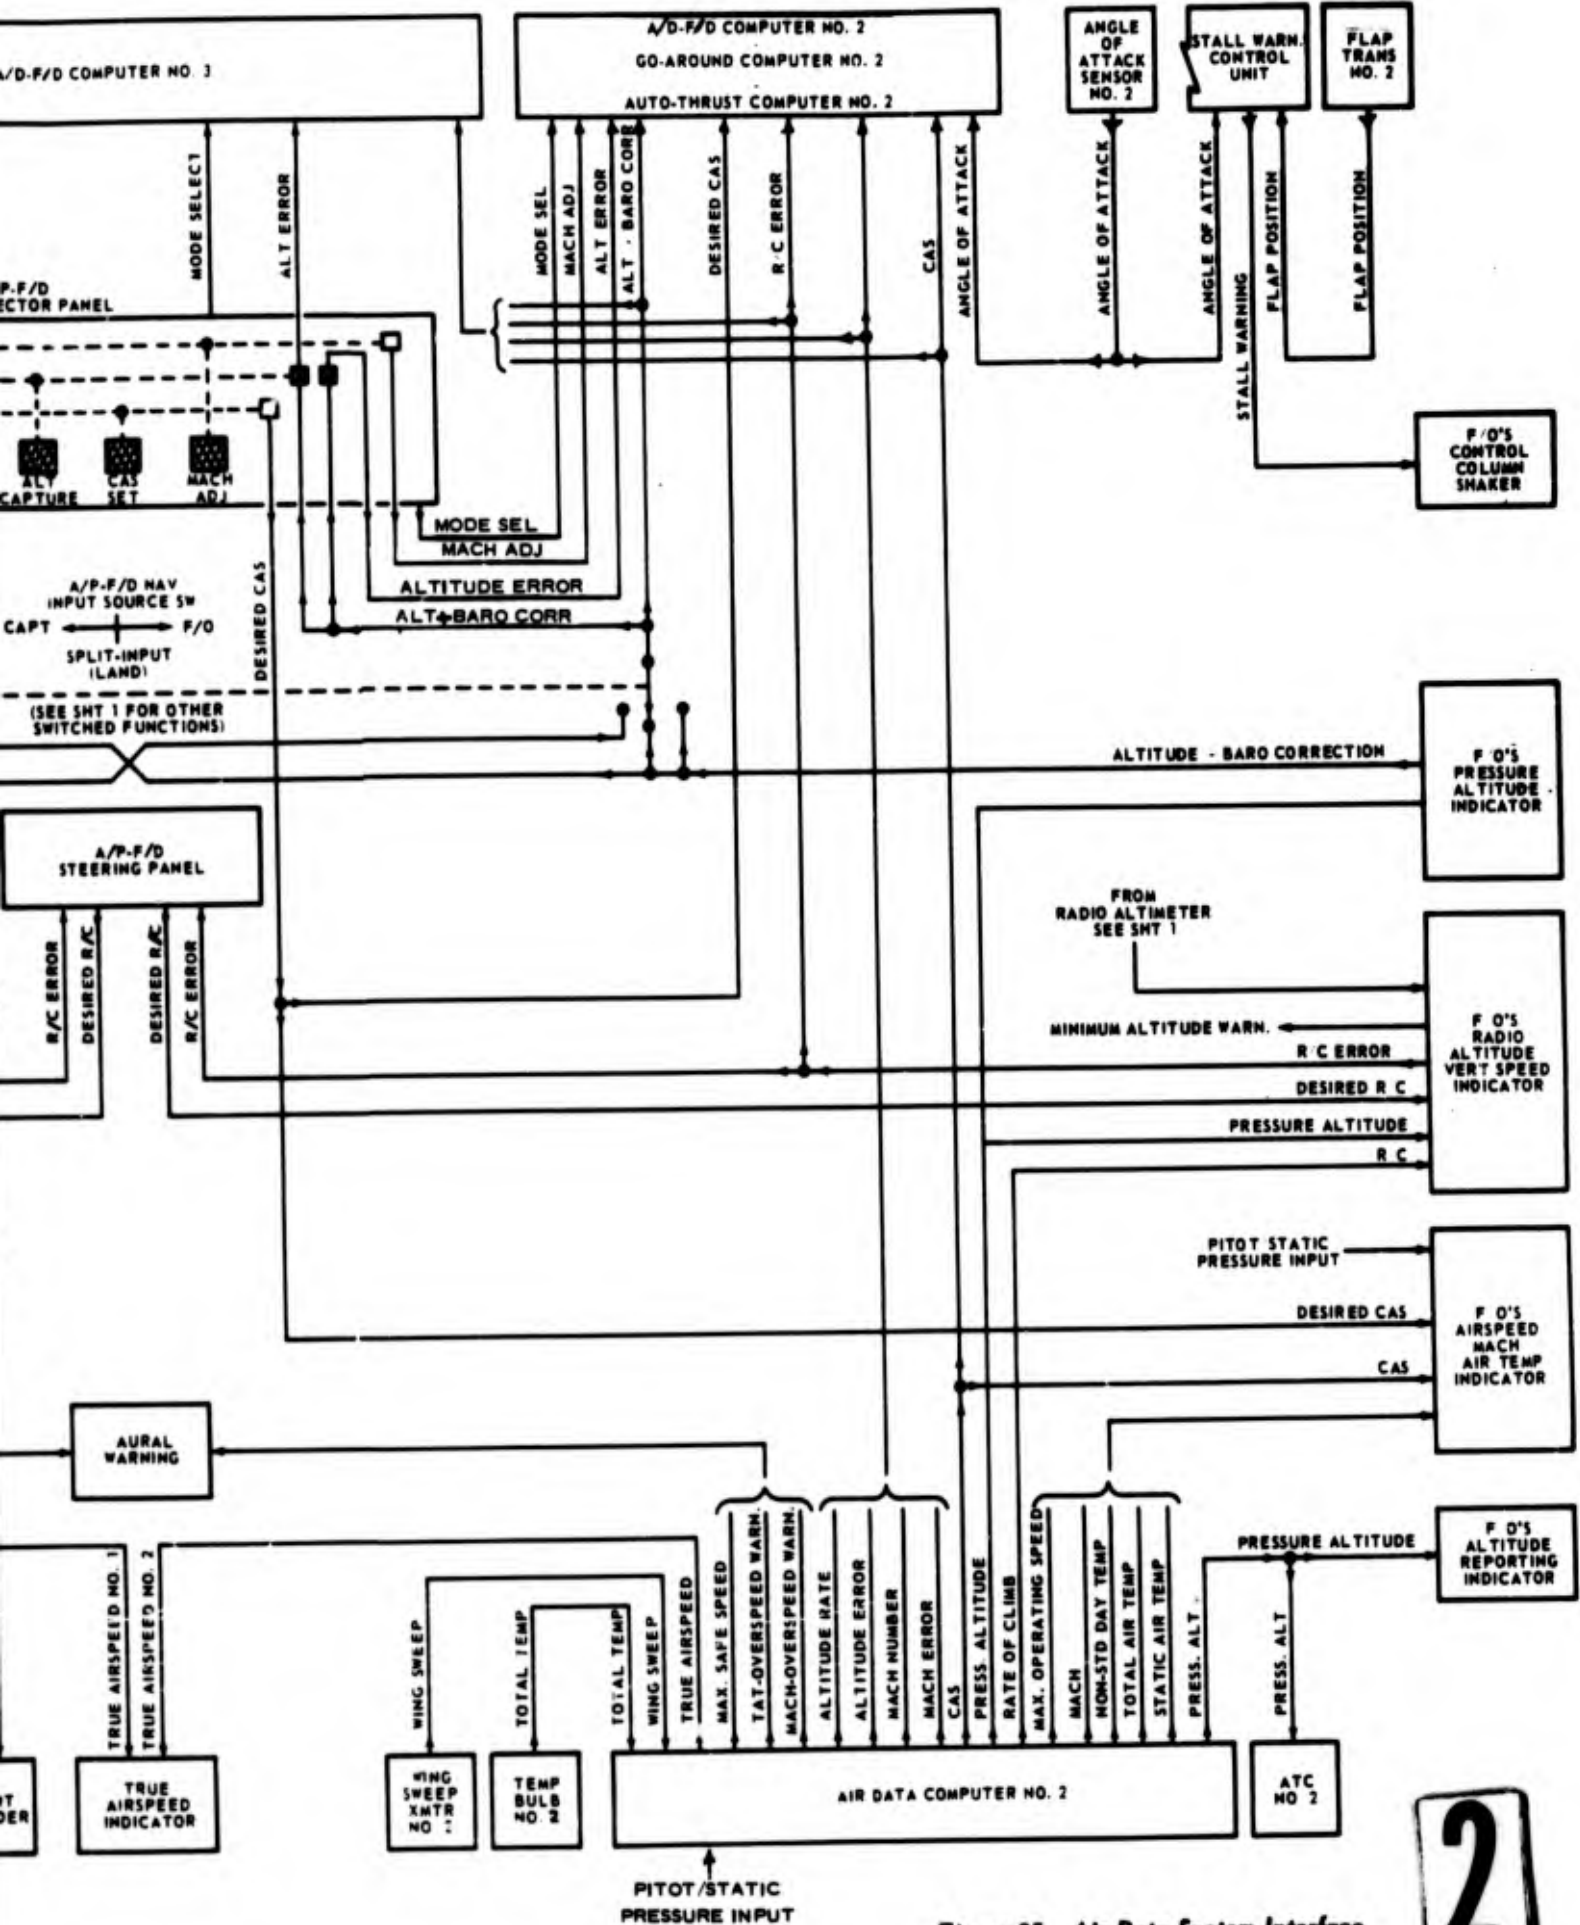 A/D-F/D COMPUTER NO. 3
A/D-F/D COMPUTER NO. 2
GO-AROUND COMPUTER NO. 2
AUTO-THRUST COMPUTER NO. 2
ANGLE
OF
ATTACK
SENSOR
NO. 2
STALL WARN.
CONTROL
UNIT
FLAP
TRANS
NO. 2
MODE SELECT
ALT ERROR
MODE SEL
MACH ADJ
ALT ERROR
ALT - BARO CORR
DESIRED CAS
R/C ERROR
CAS
ANGLE OF ATTACK
ANGLE OF ATTACK
ANGLE OF ATTACK
STALL WARNING
FLAP POSITION
FLAP POSITION
P-F/D
ECTOR PANEL
ALT
CAPTURE
CAS
SET
MACH
ADJ
F/O'S
CONTROL
COLUMN
SHAKER
MODE SEL
MACH ADJ
ALTITUDE ERROR
ALT+BARO CORR
DESIRED CAS
A/P-F/D NAV
INPUT SOURCE SW
CAPT F/O
SPLIT-INPUT
(LAND)
(SEE SHT 1 FOR OTHER
SWITCHED FUNCTIONS)
ALTITUDE - BARO CORRECTION
F O'S
PRESSURE
ALTITUDE
INDICATOR
A/P-F/D
STEERING PANEL
R/C ERROR
DESIRED R/C
DESIRED R/C
R/C ERROR
FROM
RADIO ALTIMETER
SEE SHT 1
MINIMUM ALTITUDE WARN.
R C ERROR
DESIRED R C
PRESSURE ALTITUDE
R C
F O'S
RADIO
ALTITUDE
VERT SPEED
INDICATOR
PITOT STATIC
PRESSURE INPUT
DESIRED CAS
CAS
F O'S
AIRSPEED
MACH
AIR TEMP
INDICATOR
AURAL
WARNING
TRUE AIRSPEED NO. 1
TRUE AIRSPEED NO. 2
WING SWEEP
TOTAL TEMP
TOTAL TEMP
WING SWEEP
TRUE AIRSPEED
MAX. SAFE SPEED
TAT-OVERSPEED WARN.
MACH-OVERSPEED WARN.
ALTITUDE RATE
ALTITUDE ERROR
MACH NUMBER
MACH ERROR
CAS
PRESS. ALTITUDE
RATE OF CLIMB
MAX. OPERATING SPEED
MACH
NON-STD DAY TEMP
TOTAL AIR TEMP
STATIC AIR TEMP
PRESS. ALT
PRESSURE ALTITUDE
PRESS. ALT
F O'S
ALTITUDE
REPORTING
INDICATOR
OT
DER
TRUE
AIRSPEED
INDICATOR
WING
SWEEP
XMTR
NO
TEMP
BULB
NO. 2
AIR DATA COMPUTER NO. 2
ATC
NO 2
PITOT/STATIC
PRESSURE INPUT
2
Air Data System Interface